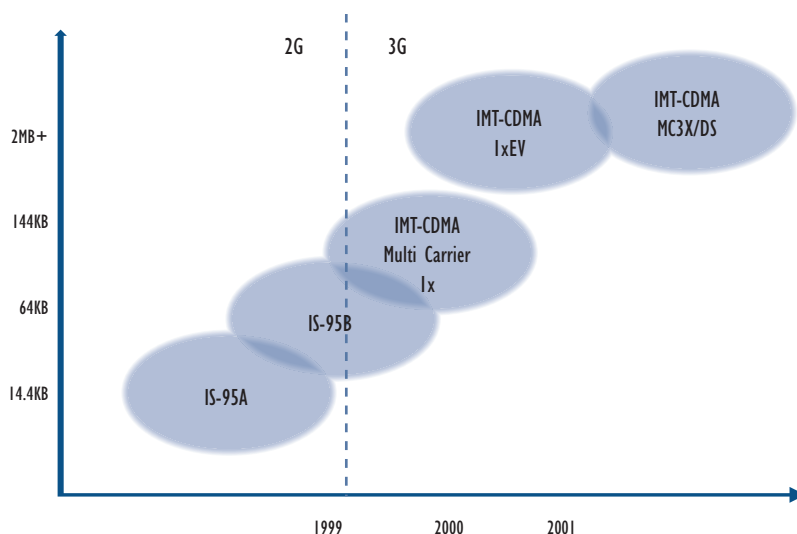 2G
3G
2MB+
144KB
64KB
14.4KB
IMT-CDMA
1xEV
IMT-CDMA
MC3X/DS
IMT-CDMA
Multi Carrier
1x
IS-95B
IS-95A
1999
2000
2001